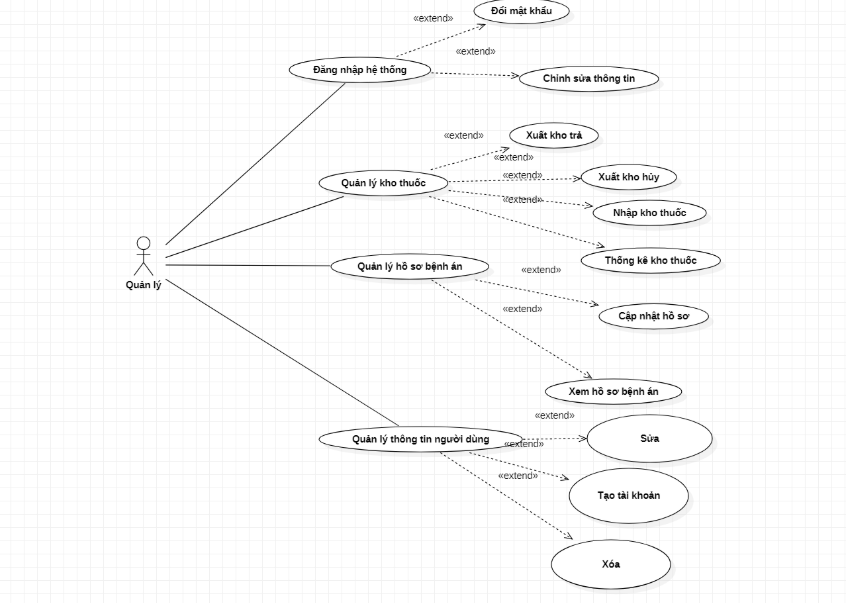 Đổi mật khẩu
«extend»
«extend»
Đăng nhập hệ thống
Chỉnh sửa thông tin
«extend»
Xuất kho trả
«extend»
Quản lý kho thuốc
«extend»
Xuất kho hủy
«extend»
Nhập kho thuốc
Thống kê kho thuốc
Quản lý hồ sơ bệnh án
«extend»
Quản lý
«extend»
Cập nhật hồ sơ
Xem hồ sơ bệnh án
«extend»
Quản lý thông tin người dùng
«extend»
Sửa
«extend»
Tạo tài khoản
Xóa